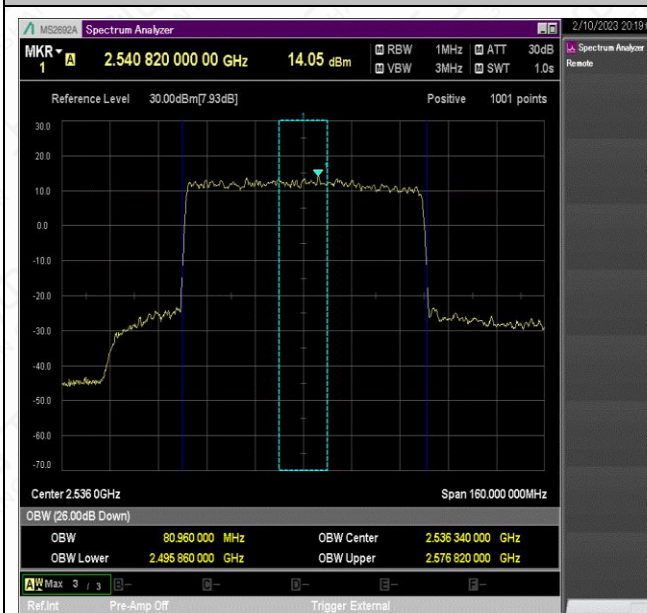 MS2692A Spectrum Analyzer
2/10/2023 20:19
MKR 1 A 2.540 820 000 00 GHz 14.05 dBm M RBW 1MHz M ATT 30dB
M VBW 3MHz M SWT 1.0s
Spectrum Analyzer
Remote
Reference Level 30.00dBm[7.93dB] Positive 1001 points
30.0
20.0
10.0
0.0
-10.0
-20.0
-30.0
-40.0
-50.0
-60.0
-70.0
1
Center 2.536 0GHz Span 160.000 000MHz
OBW (26.00dB Down)
OBW 80.960 000 MHz OBW Center 2.536 340 000 GHz
OBW Lower 2.495 860 000 GHz OBW Upper 2.576 820 000 GHz
A W Max 3 / 3 B- C- D- E- F-
Ref.Int Pre-Amp Off Trigger External